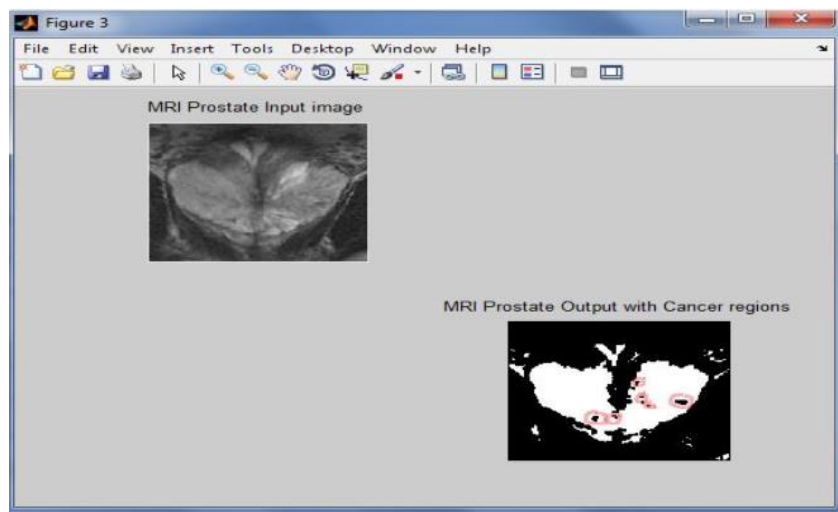 Figure 3
File Edit View Insert Tools Desktop Window Help
MRI Prostate Input image
MRI Prostate Output with Cancer regions